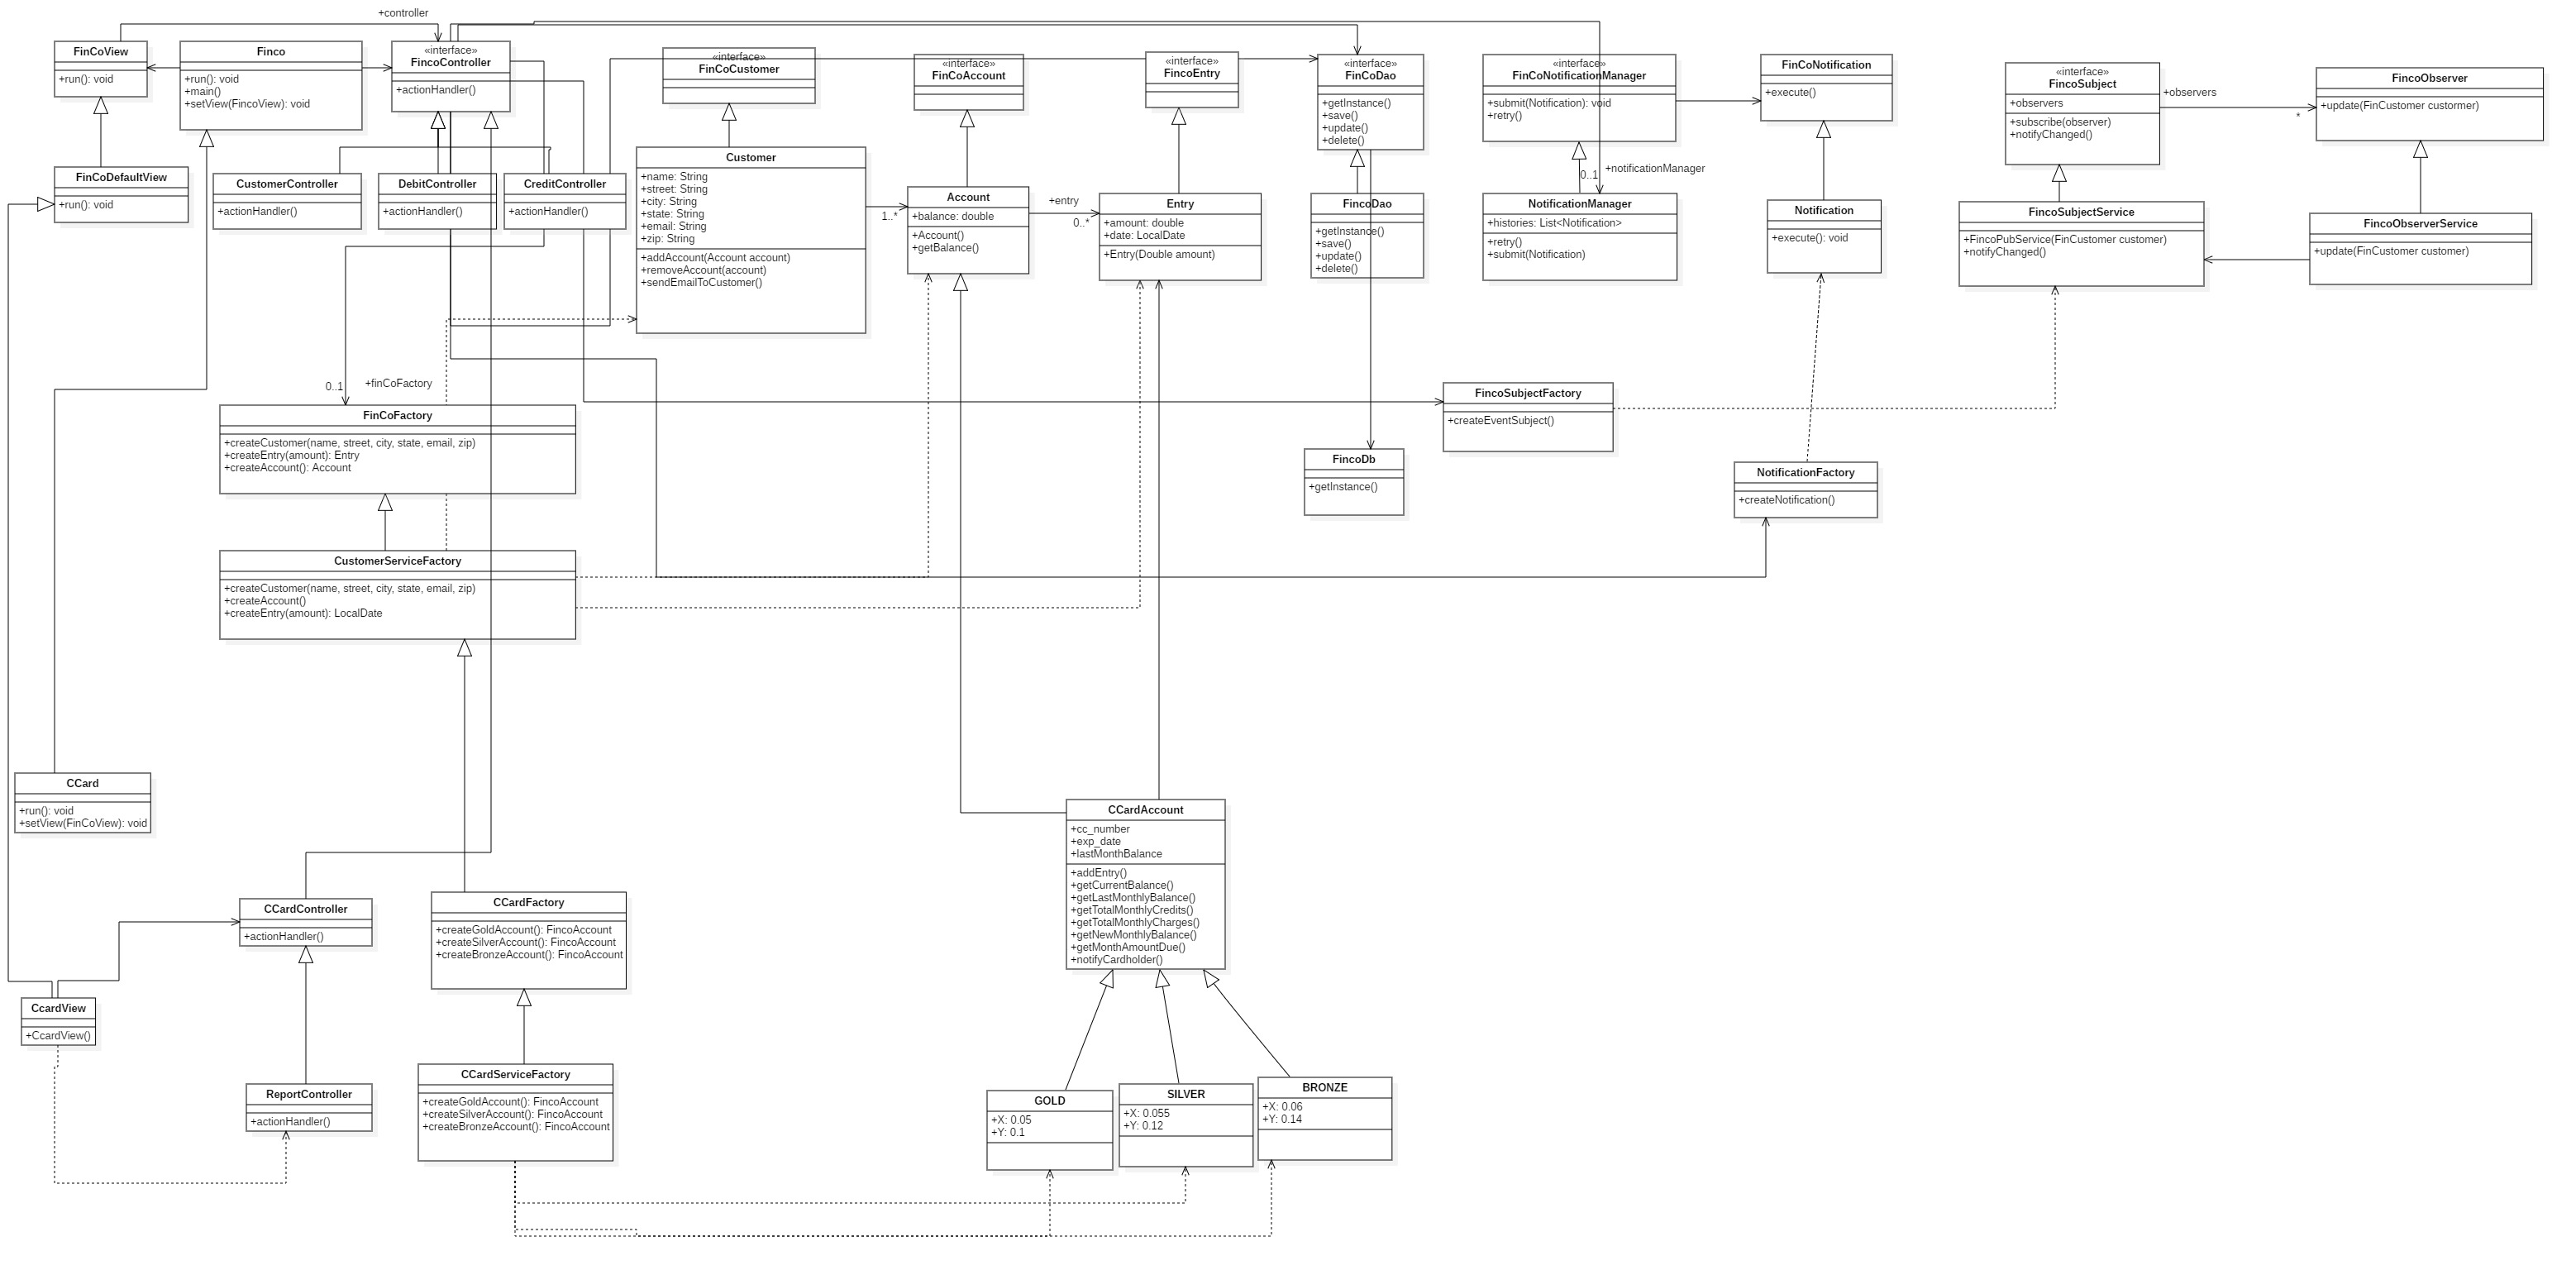 +controller
FinCoView
+run(): void
Finco
+run(): void
+main()
+setView(FincoView): void
«interface»
FincoController
+actionHandler()
«interface»
FinCoCustomer
«interface»
FinCoAccount
«interface»
FincoEntry
«interface»
FinCoDao
+getInstance()
+save()
+update()
+delete()
«interface»
FinCoNotificationManager
+submit(Notification): void
+retry()
FinCoNotification
+execute()
«interface»
FincoSubject
+observers
+subscribe(observer)
+notifyChanged()
+observers
*
FincoObserver
+update(FinCustomer custormer)
FinCoDefaultView
+run(): void
CustomerController
+actionHandler()
DebitController
+actionHandler()
CreditController
+actionHandler()
Customer
+name: String
+street: String
+city: String
+state: String
+email: String
+zip: String
+addAccount(Account account)
+removeAccount(account)
+sendEmailToCustomer()
1..*
Account
+balance: double
+Account()
+getBalance()
+entry
0..*
Entry
+amount: double
+date: LocalDate
+Entry(Double amount)
FincoDao
+getInstance()
+save()
+update()
+delete()
0..1
+notificationManager
NotificationManager
+histories: List<Notification>
+retry()
+submit(Notification)
Notification
+execute(): void
FincoSubjectService
+FincoPubService(FinCustomer customer)
+notifyChanged()
FincoObserverService
+update(FinCustomer customer)
0..1
+finCoFactory
FinCoFactory
+createCustomer(name, street, city, state, email, zip)
+createEntry(amount): Entry
+createAccount(): Account
FincoSubjectFactory
+createEventSubject()
FincoDb
+getInstance()
NotificationFactory
+createNotification()
CustomerServiceFactory
+createCustomer(name, street, city, state, email, zip)
+createAccount()
+createEntry(amount): LocalDate
CCard
+run(): void
+setView(FinCoView): void
CCardAccount
+cc_number
+exp_date
+lastMonthBalance
+addEntry()
+getCurrentBalance()
+getLastMonthlyBalance()
+getTotalMonthlyCredits()
+getTotalMonthlyCharges()
+getNewMonthlyBalance()
+getMonthAmountDue()
+notifyCardholder()
CCardController
+actionHandler()
CCardFactory
+createGoldAccount(): FincoAccount
+createSilverAccount(): FincoAccount
+createBronzeAccount(): FincoAccount
CcardView
+CcardView()
ReportController
+actionHandler()
CCardServiceFactory
+createGoldAccount(): FincoAccount
+createSilverAccount(): FincoAccount
+createBronzeAccount(): FincoAccount
GOLD
+X: 0.05
+Y: 0.1
SILVER
+X: 0.055
+Y: 0.12
BRONZE
+X: 0.06
+Y: 0.14